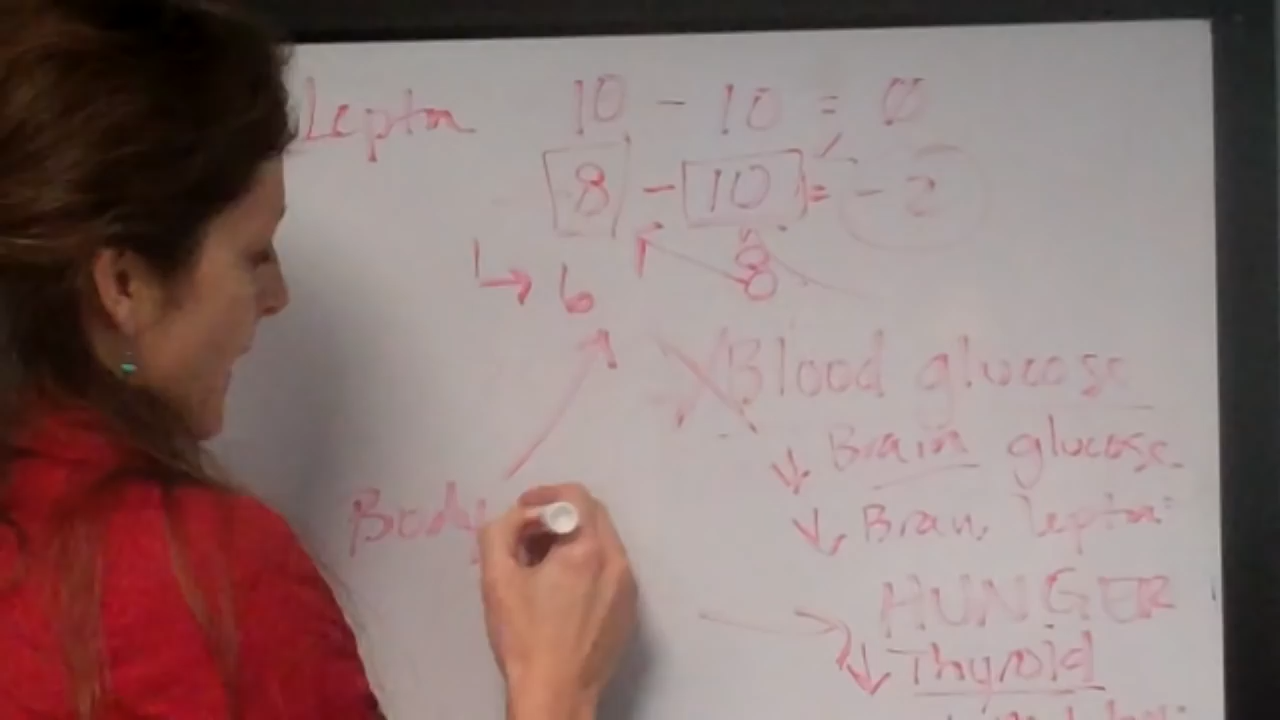 Leptin 10 - 10 = 0
8 - 10 = - 2
8
↳ 6
Blood glucose
↓ Brain glucose
↓ Brain leptin
Body
→ HUNGER
↓ Thyroid